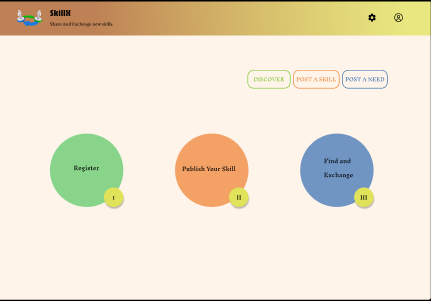 SkillX
Share And Exchange new skills
DISCOVER
POST A SKILL
POST A NEED
Register
I
Publish Your Skill
II
Find and
Exchange
III